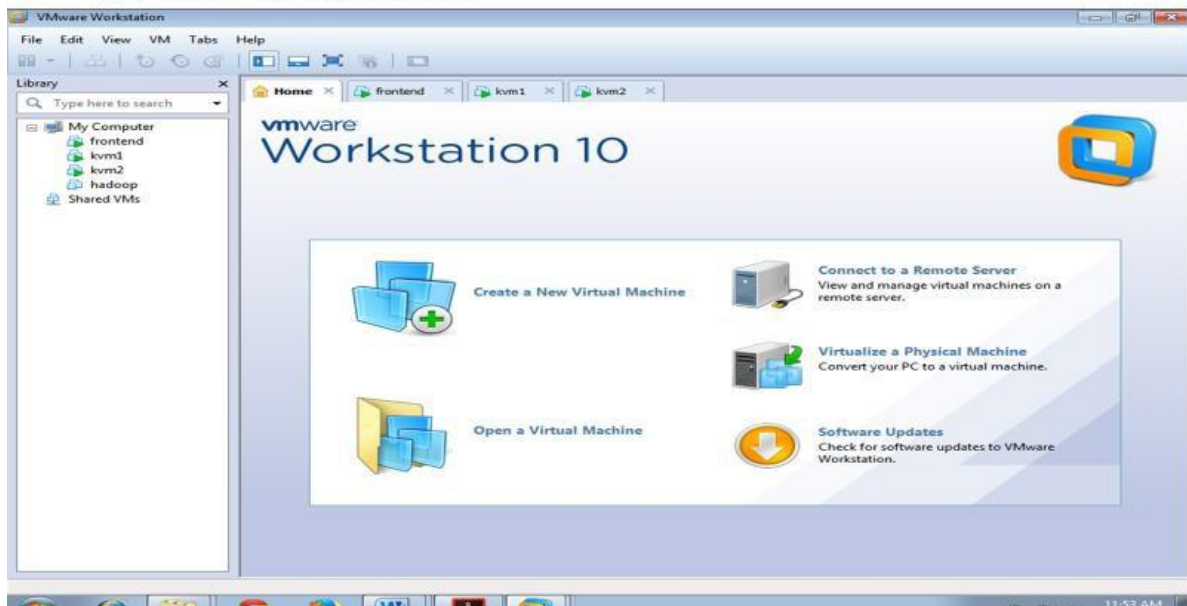 VMware Workstation
File Edit View VM Tabs Help
Library
Type here to search
My Computer
frontend
kvm1
kvm2
hadoop
Shared VMs
Home frontend kvm1 kvm2
vmware
Workstation 10
Create a New Virtual Machine
Open a Virtual Machine
Connect to a Remote Server
View and manage virtual machines on a
remote server.
Virtualize a Physical Machine
Convert your PC to a virtual machine.
Software Updates
Check for software updates to VMware
Workstation.
11:53 AM